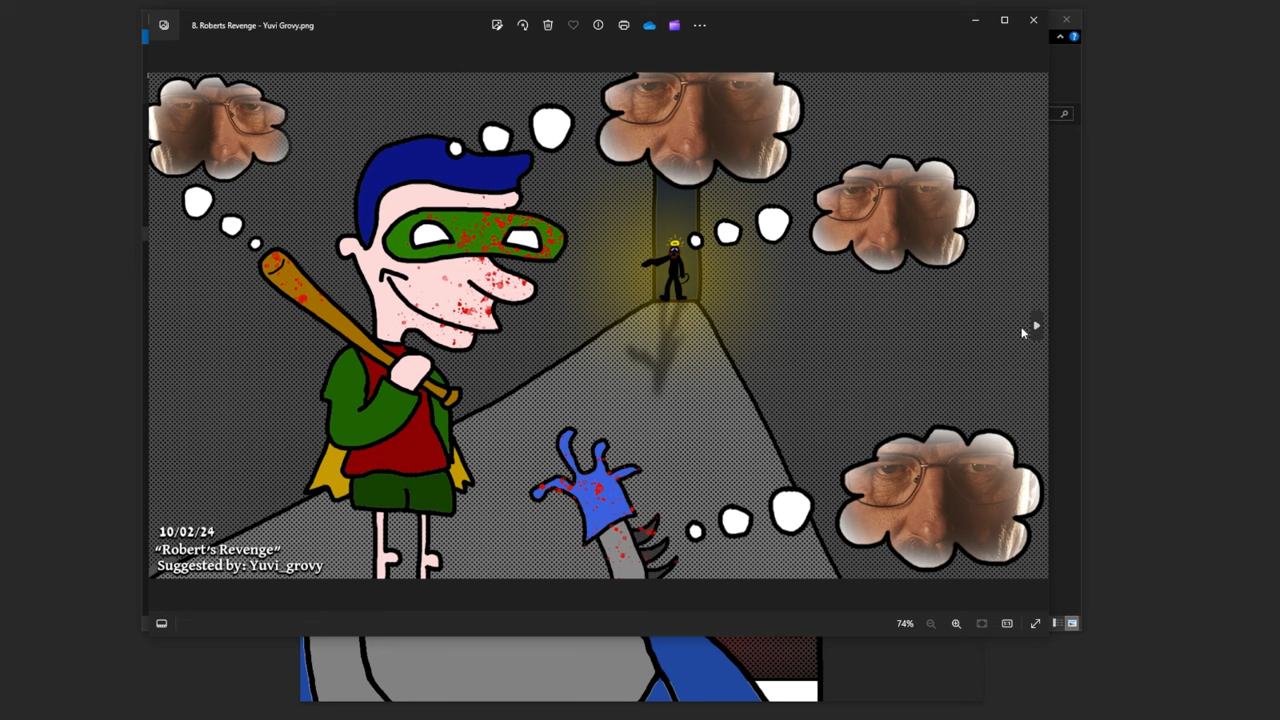 8. Roberts Revenge - Yuvi Grovy.png
10/02/24
“Robert’s Revenge”
Suggested by: Yuvi_grovy
74%